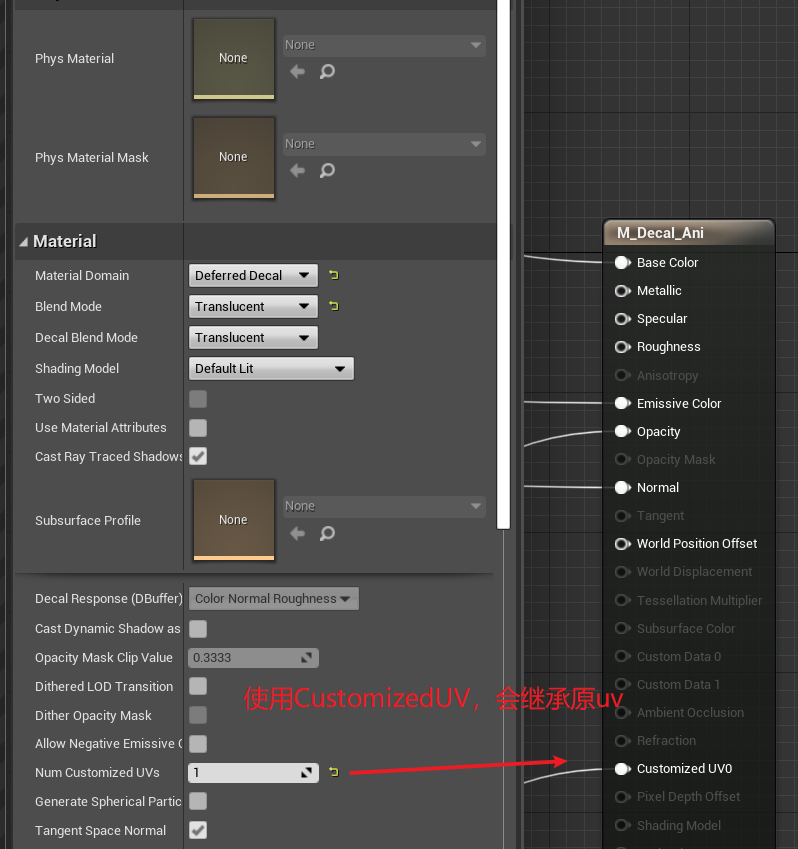 Phys Material
None
None
Phys Material Mask
None
None
Material
Material Domain
Deferred Decal
Blend Mode
Translucent
Decal Blend Mode
Translucent
Shading Model
Default Lit
Two Sided
Use Material Attributes
Cast Ray Traced Shadows
Subsurface Profile
None
None
Decal Response (DBuffer)
Color Normal Roughness
Cast Dynamic Shadow as
Opacity Mask Clip Value
0.3333
Dithered LOD Transition
Dither Opacity Mask
Allow Negative Emissive C
Num Customized UVs
1
Generate Spherical Partic
Tangent Space Normal
使用CustomizedUV，会继承原uv
M_Decal_Ani
Base Color
Metallic
Specular
Roughness
Anisotropy
Emissive Color
Opacity
Opacity Mask
Normal
Tangent
World Position Offset
World Displacement
Tessellation Multiplier
Subsurface Color
Custom Data 0
Custom Data 1
Ambient Occlusion
Refraction
Customized UV0
Pixel Depth Offset
Shading Model